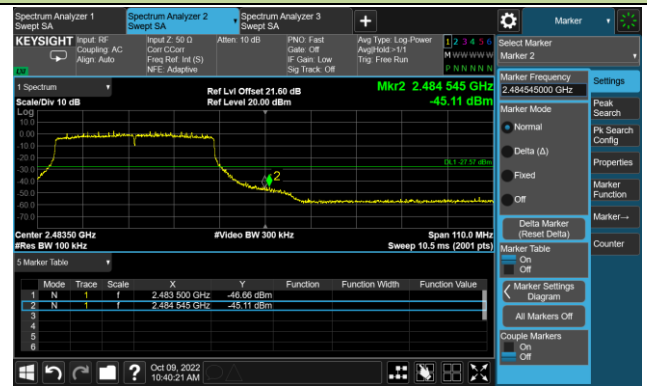 Spectrum Analyzer 1
Swept SA
Spectrum Analyzer 2
Swept SA
Spectrum Analyzer 3
Swept SA
+
Marker
KEYSIGHT
Input: RF
Coupling: AC
Align: Auto
Input Z: 50 Ω
Corr CCorr
Freq Ref: Int (S)
NFE: Adaptive
Atten: 10 dB
PNO: Fast
Gate: Off
IF Gain: Low
Sig Track: Off
Avg Type: Log-Power
Avg|Hold:>1/1
Trig: Free Run
1 2 3 4 5 6
M W W W W W
P N N N N N
LXI
Select Marker
Marker 2
1 Spectrum
Scale/Div 10 dB
Log
Ref Lvl Offset 21.60 dB
Ref Level 20.00 dBm
Mkr2 2.484 545 GHz
-45.11 dBm
10.0
0.00
-10.0
-20.0
-30.0
-40.0
-50.0
-60.0
-70.0
DL1 -27.57 dBm
2
Center 2.48350 GHz
#Res BW 100 kHz
#Video BW 300 kHz
Span 110.0 MHz
Sweep 10.5 ms (2001 pts)
5 Marker Table
Mode Trace Scale X Y Function Function Width Function Value
1 N 1 f 2.483 500 GHz -46.66 dBm
2 N 1 f 2.484 545 GHz -45.11 dBm
3
4
5
6
Marker Frequency
2.484545000 GHz
Marker Mode
Normal
Delta (Δ)
Fixed
Off
Delta Marker
(Reset Delta)
Marker Table
On
Off
Marker Settings
Diagram
All Markers Off
Couple Markers
On
Off
Settings
Peak
Search
Pk Search
Config
Properties
Marker
Function
Marker→
Counter
?
Oct 09, 2022
10:40:21 AM